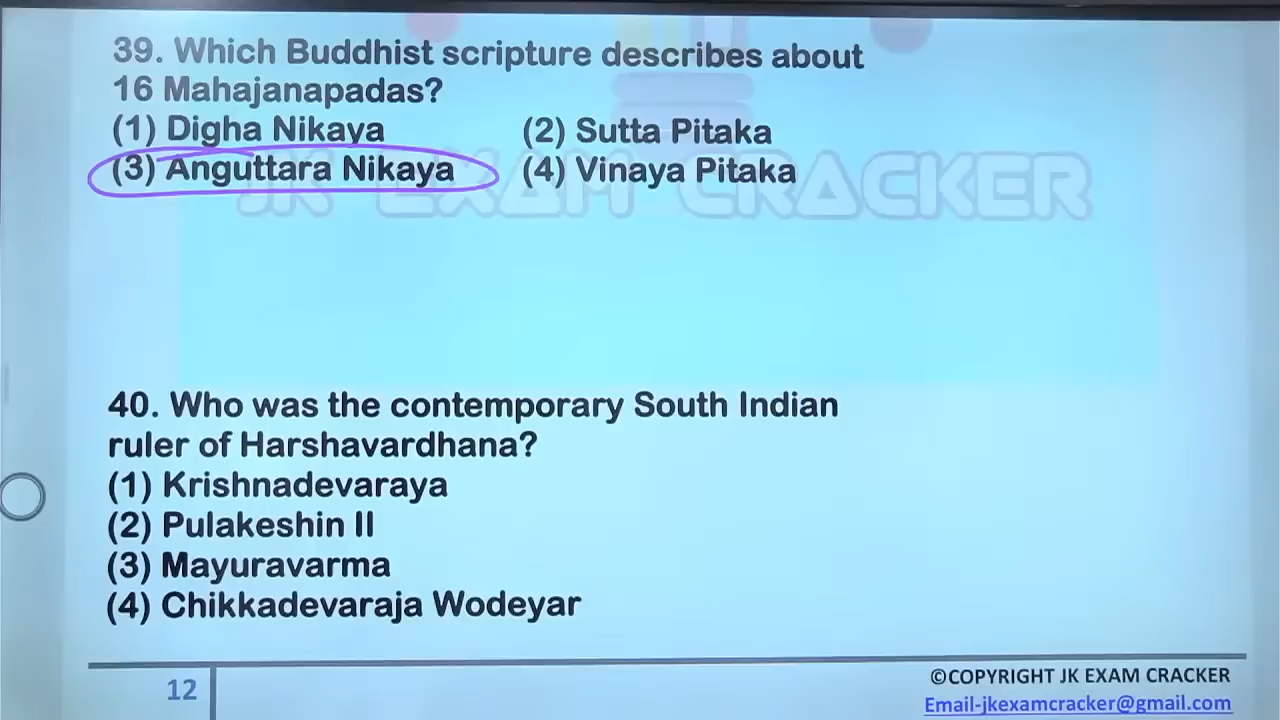 39. Which Buddhist scripture describes about
16 Mahajanapadas?
(1) Digha Nikaya (2) Sutta Pitaka
(3) Anguttara Nikaya (4) Vinaya Pitaka
JK EXAM CRACKER
40. Who was the contemporary South Indian
ruler of Harshavardhana?
(1) Krishnadevaraya
(2) Pulakeshin II
(3) Mayuravarma
(4) Chikkadevaraja Wodeyar
12
©COPYRIGHT JK EXAM CRACKER
Email-jkexamcracker@gmail.com